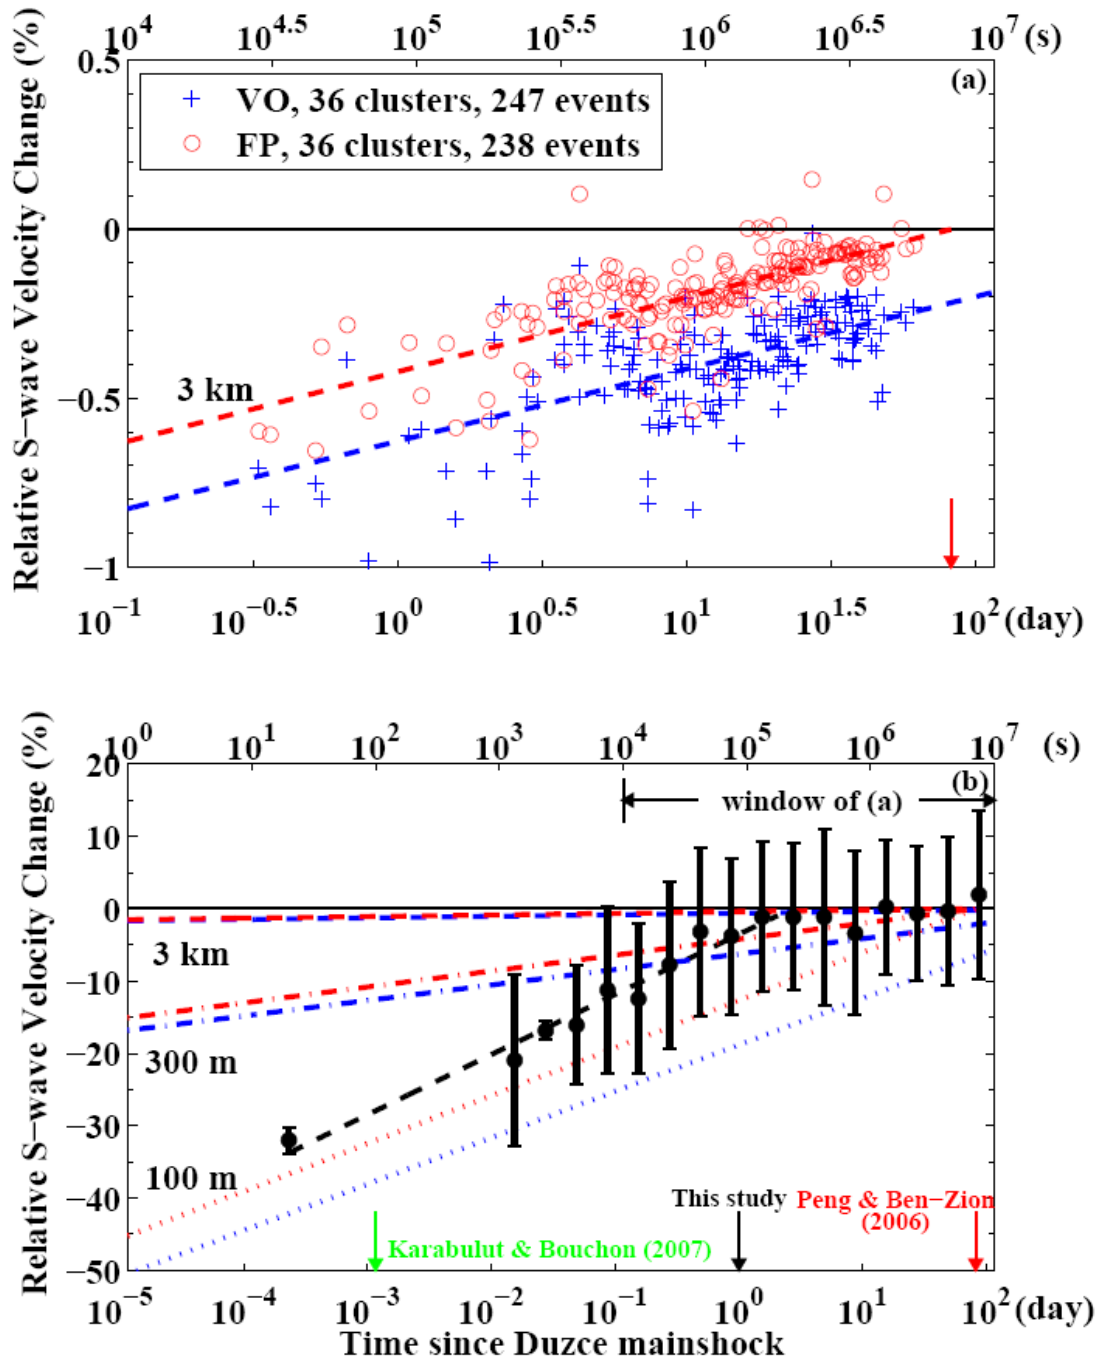 10^4 10^4.5 10^5 10^5.5 10^6 10^6.5 10^7 (s)
Relative S−wave Velocity Change (%)
0.5
0
−0.5
−1
(a)
VO, 36 clusters, 247 events
FP, 36 clusters, 238 events
3 km
10^−1 10^−0.5 10^0 10^0.5 10^1 10^1.5 10^2 (day)
10^0 10^1 10^2 10^3 10^4 10^5 10^6 10^7 (s)
Relative S−wave Velocity Change (%)
20
10
0
−10
−20
−30
−40
−50
(b)
window of (a)
3 km
300 m
100 m
This study
Peng & Ben−Zion
(2006)
Karabulut & Bouchon (2007)
10^−5 10^−4 10^−3 10^−2 10^−1 10^0 10^1 10^2 (day)
Time since Duzce mainshock